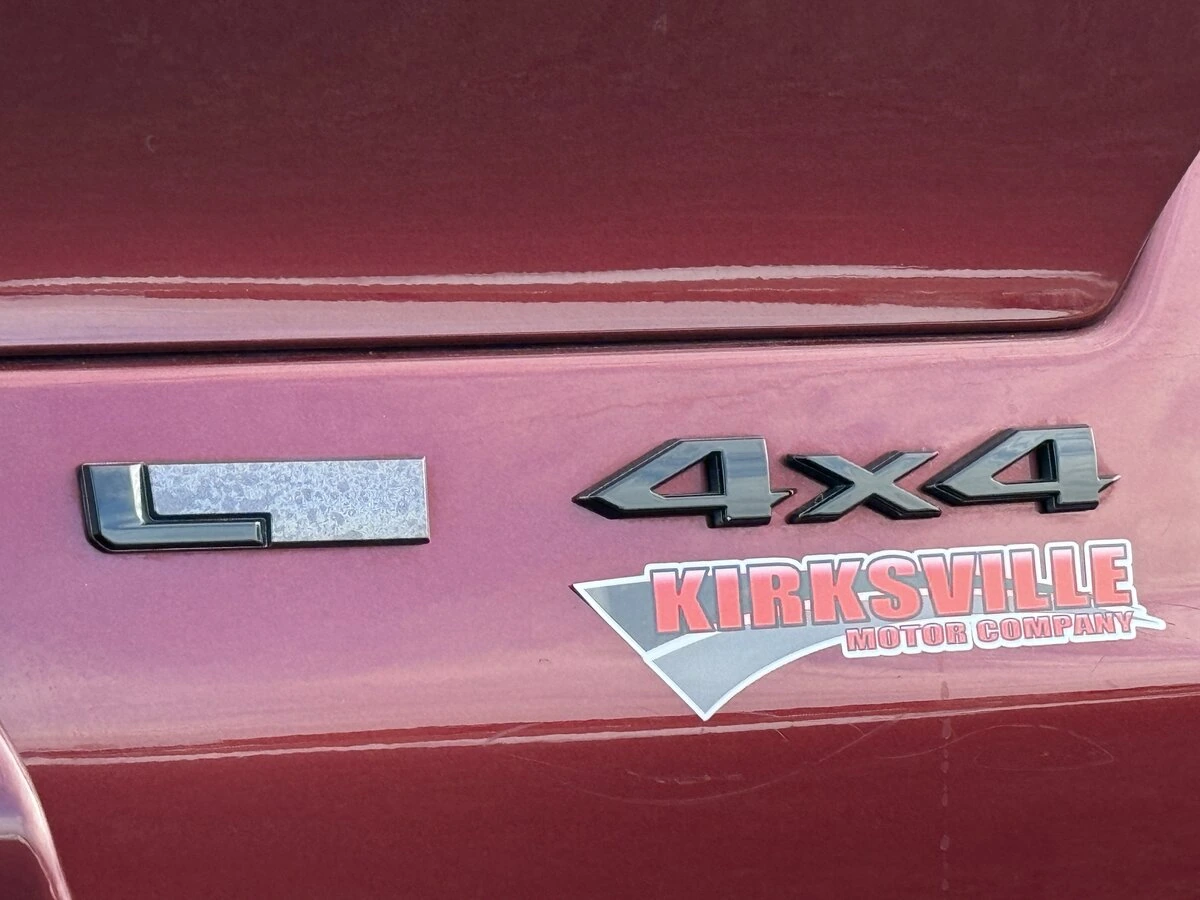 L 4x4
KIRKSVILLE
MOTOR COMPANY